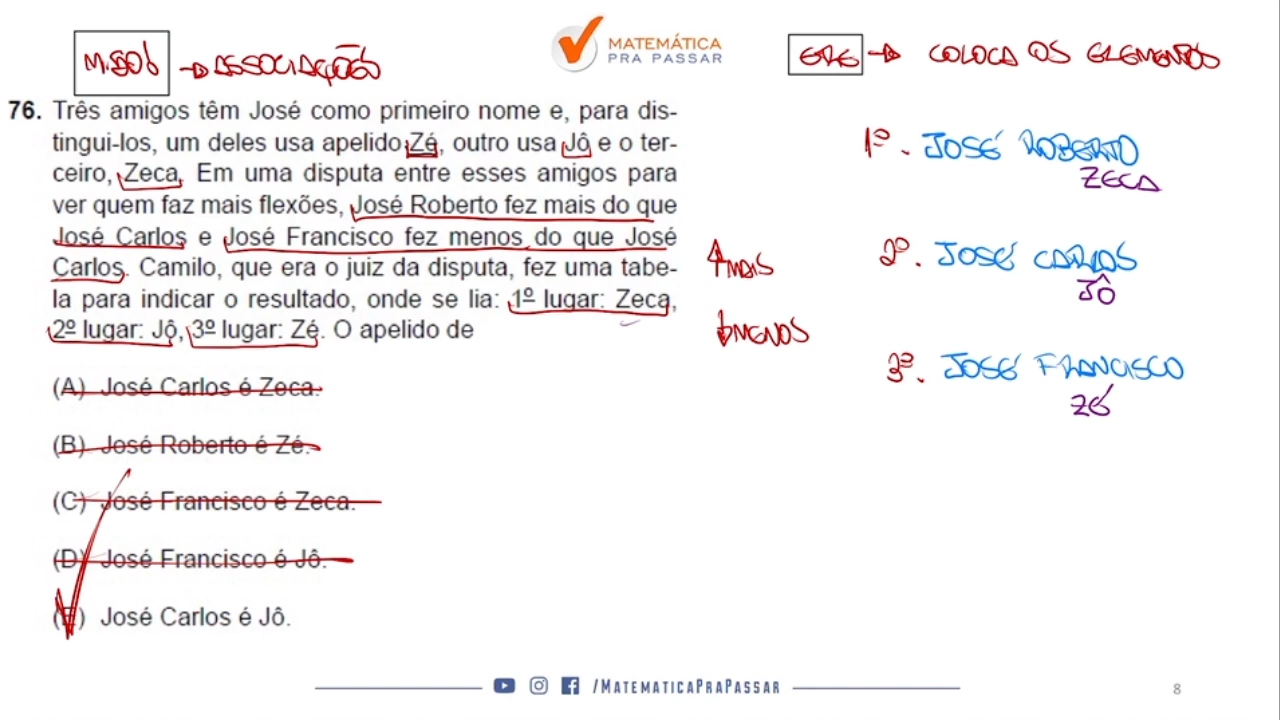 → ASSOCIAÇÕES
MATEMÁTICA
PRA PASSAR
→ COLOCA OS ELEMENTOS
76. Três amigos têm José como primeiro nome e, para dis-
tingui-los, um deles usa apelido Zé, outro usa Jô e o ter-
ceiro, Zeca. Em uma disputa entre esses amigos para
ver quem faz mais flexões, José Roberto fez mais do que
José Carlos e José Francisco fez menos do que José
Carlos. Camilo, que era o juiz da disputa, fez uma tabe-
la para indicar o resultado, onde se lia: 1º lugar: Zeca,
2º lugar: Jô, 3º lugar: Zé. O apelido de
(A) José Carlos é Zeca.
(B) José Roberto é Zé.
(C) José Francisco é Zeca.
(D) José Francisco é Jô.
(E) José Carlos é Jô.
↑MAIS
↓MENOS
1º. JOSÉ ROBERTO
ZECA
2º. JOSÉ CARLOS
JÔ
3º. JOSÉ FRANCISCO
ZÉ
/MATEMATICAPRAPASSAR
8